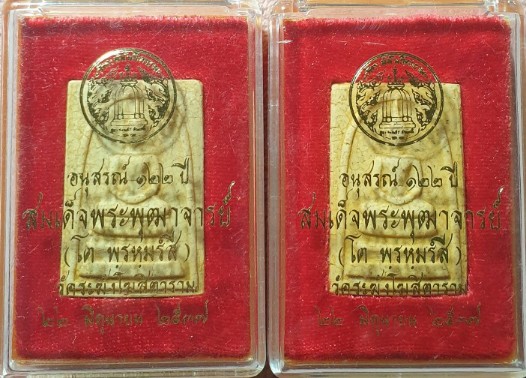 อนุสรณ์ ๑๒๒ ปี
สมเด็จพระพุฒาจารย์
(โต พรหมรังสี)
วัดระฆังโฆสิตาราม
๒๒ มิถุนายน ๒๕๓๗
อนุสรณ์ ๑๒๒ ปี
สมเด็จพระพุฒาจารย์
(โต พรหมรังสี)
วัดระฆังโฆสิตาราม
๒๒ มิถุนายน ๒๕๓๗